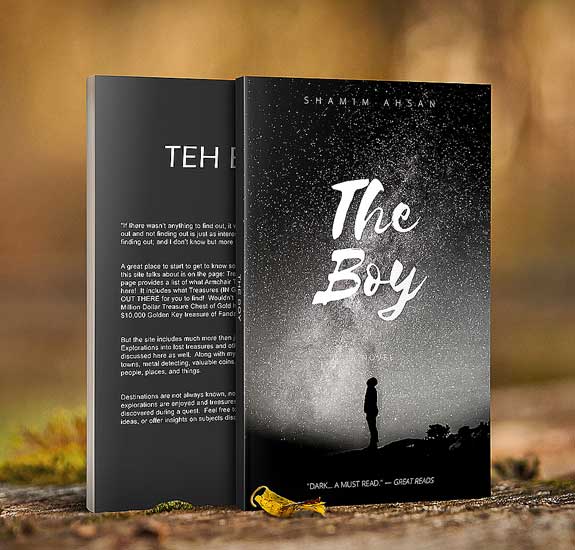 TEH
"If there wasn't anything to find out, it
out and not finding out is just as
finding out; and I don't know but more
A great place to start to get to know
this site talks about is on the page:
page provides a list of what Armchair
here! It includes what Treasures (IN
OUT THERE for you to find! Wouldn't
Million Dollar Treasure Chest of Gold
$10,000 Golden Key treasure of
But the site includes much more than
Explorations into lost treasures and
discussed here as well. Along with my
towns, metal detecting, valuable coins,
people, places, and things.
Destinations are not always known,
explorations are enjoyed and treasures
discovered during a quest. Feel free to
ideas, or offer insights on subjects
THE BOY
SHAMIM AHSAN
The
Boy
NOVEL
"DARK... A MUST READ." — GREAT READS